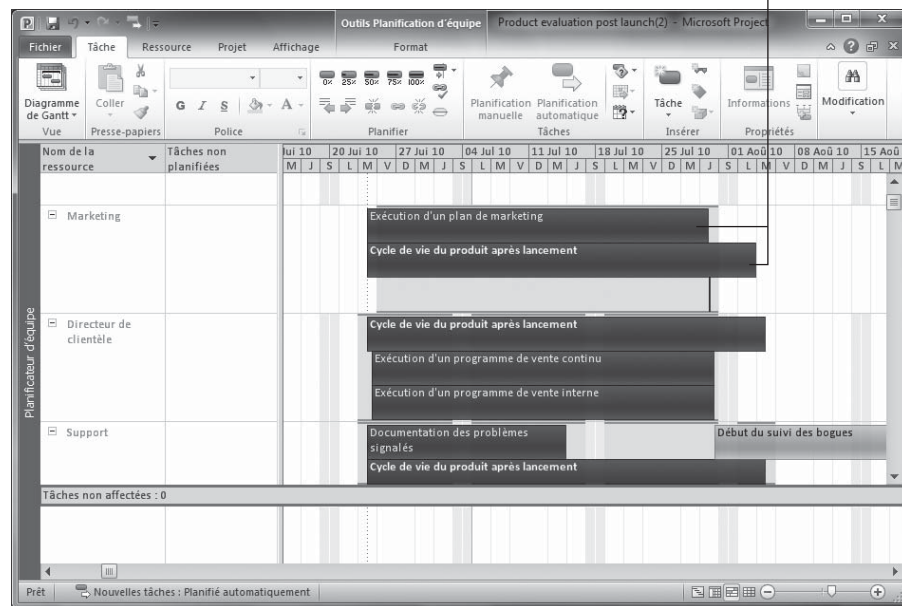 Outils Planification d'équipe
Product evaluation post launch(2) - Microsoft Project
Fichier Tâche Ressource Projet Affichage Format
Diagramme de Gantt
Coller
G I S A
0% 25% 50% 75% 100%
Planification manuelle
Planification automatique
Tâche
Informations
Modification
Vue Presse-papiers Police Planifier Tâches Insérer Propriétés
Nom de la ressource
Tâches non planifiées
Jui 10 20 Jui 10 27 Jui 10 04 Jul 10 11 Jul 10 18 Jul 10 25 Jul 10 01 Aoû 10 08 Aoû 10 15 Aoû
M J S L M V D M J S L M V D M J S L M V D M J S L M V D M J S L M
Marketing
Exécution d'un plan de marketing
Cycle de vie du produit après lancement
Directeur de clientèle
Cycle de vie du produit après lancement
Exécution d'un programme de vente continu
Exécution d'un programme de vente interne
Support
Documentation des problèmes signalés
Début du suivi des bogues
Cycle de vie du produit après lancement
Planificateur d'équipe
Tâches non affectées : 0
Prêt
Nouvelles tâches : Planifié automatiquement